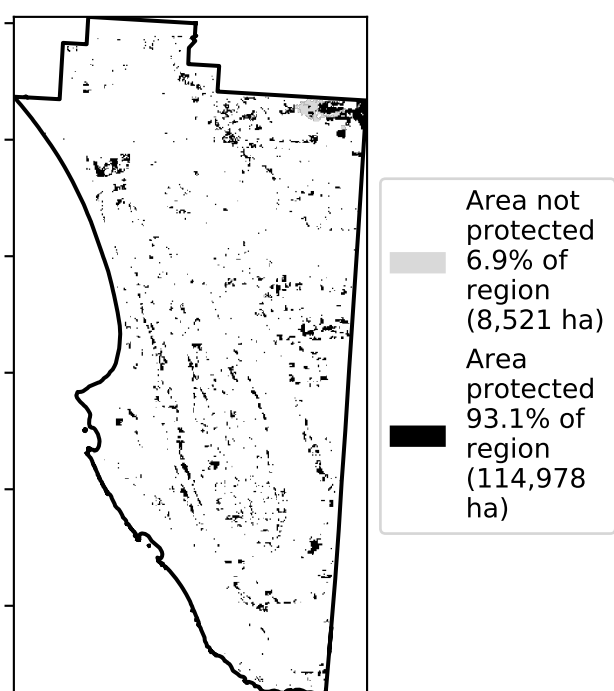 Area not
protected
6.9% of
region
(8,521 ha)
Area
protected
93.1% of
region
(114,978
ha)